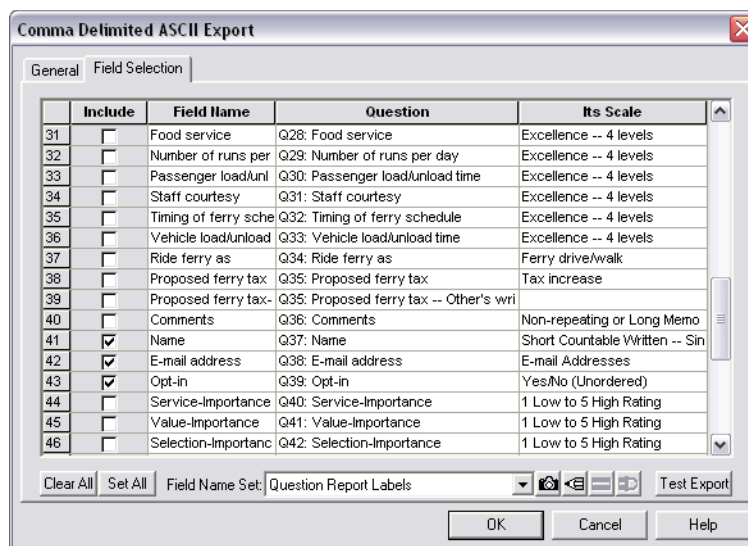 Comma Delimited ASCII Export
General Field Selection
Include Field Name Question Its Scale
31 Food service Q28: Food service Excellence -- 4 levels
32 Number of runs per Q29: Number of runs per day Excellence -- 4 levels
33 Passenger load/unl Q30: Passenger load/unload time Excellence -- 4 levels
34 Staff courtesy Q31: Staff courtesy Excellence -- 4 levels
35 Timing of ferry sche Q32: Timing of ferry schedule Excellence -- 4 levels
36 Vehicle load/unload Q33: Vehicle load/unload time Excellence -- 4 levels
37 Ride ferry as Q34: Ride ferry as Ferry drive/walk
38 Proposed ferry tax Q35: Proposed ferry tax Tax increase
39 Proposed ferry tax- Q35: Proposed ferry tax -- Other's wri
40 Comments Q36: Comments Non-repeating or Long Memo
41 Name Q37: Name Short Countable Written -- Sin
42 E-mail address Q38: E-mail address E-mail Addresses
43 Opt-in Q39: Opt-in Yes/No (Unordered)
44 Service-Importance Q40: Service-Importance 1 Low to 5 High Rating
45 Value-Importance Q41: Value-Importance 1 Low to 5 High Rating
46 Selection-Importanc Q42: Selection-Importance 1 Low to 5 High Rating
Clear All Set All Field Name Set: Question Report Labels Test Export
OK Cancel Help